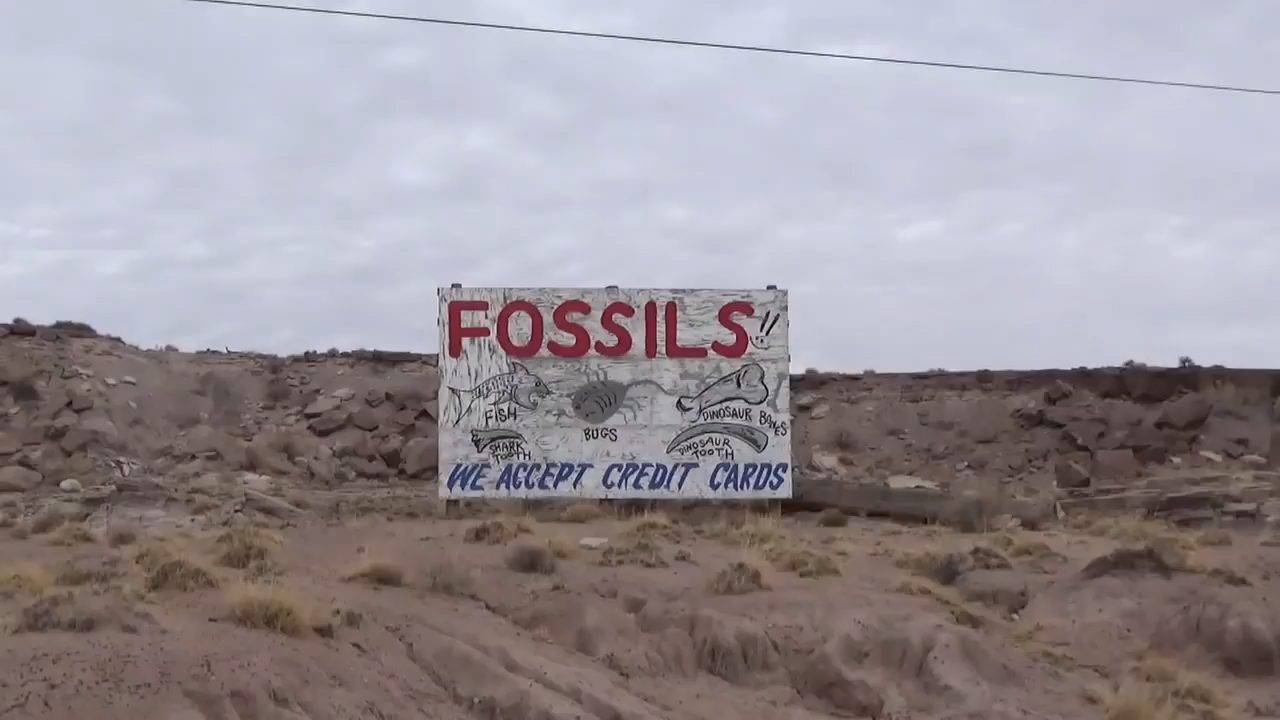 FOSSILS!!
FISH
BUGS
DINOSAUR BONES
SHARK
TOOTH
DINOSAUR
TOOTH
WE ACCEPT CREDIT CARDS